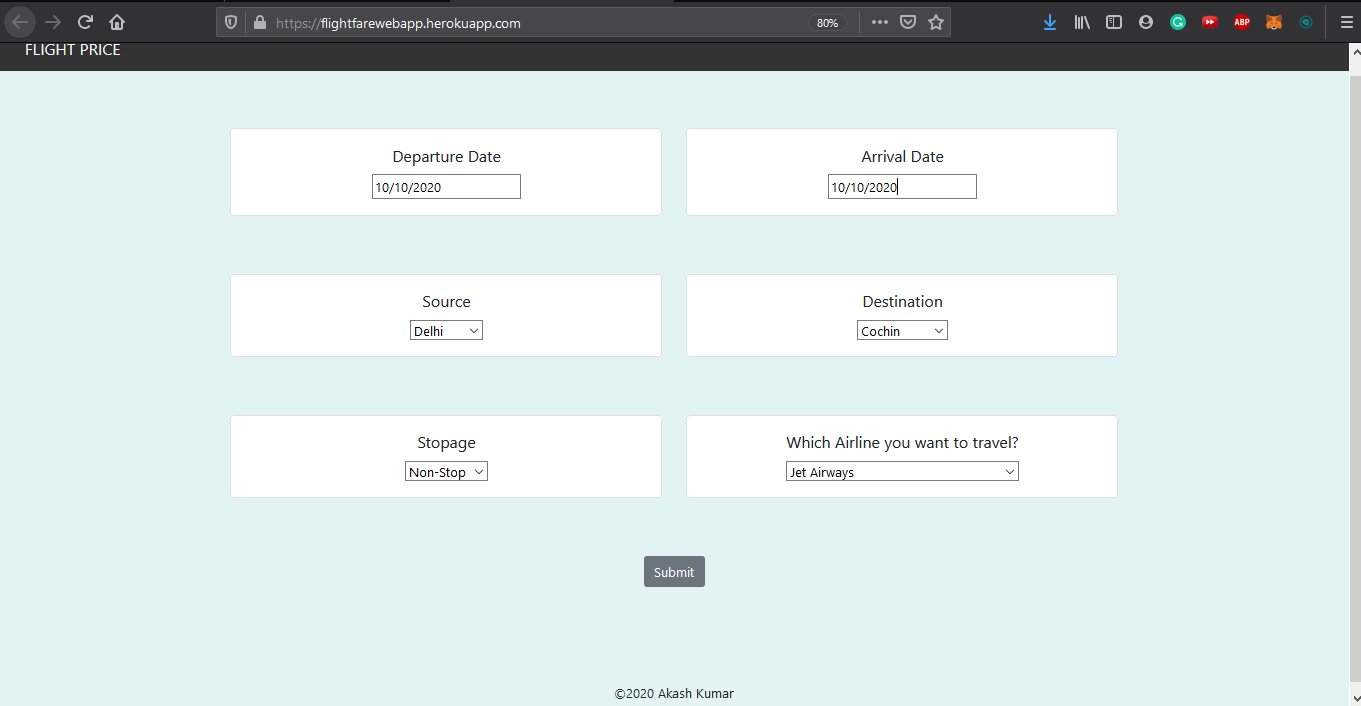 https://flightfarewebapp.herokuapp.com 80% ABP
FLIGHT PRICE
Departure Date Arrival Date
10/10/2020 10/10/2020
Source Destination
Delhi Cochin
Stopage Which Airline you want to travel?
Non-Stop Jet Airways
Submit
©2020 Akash Kumar